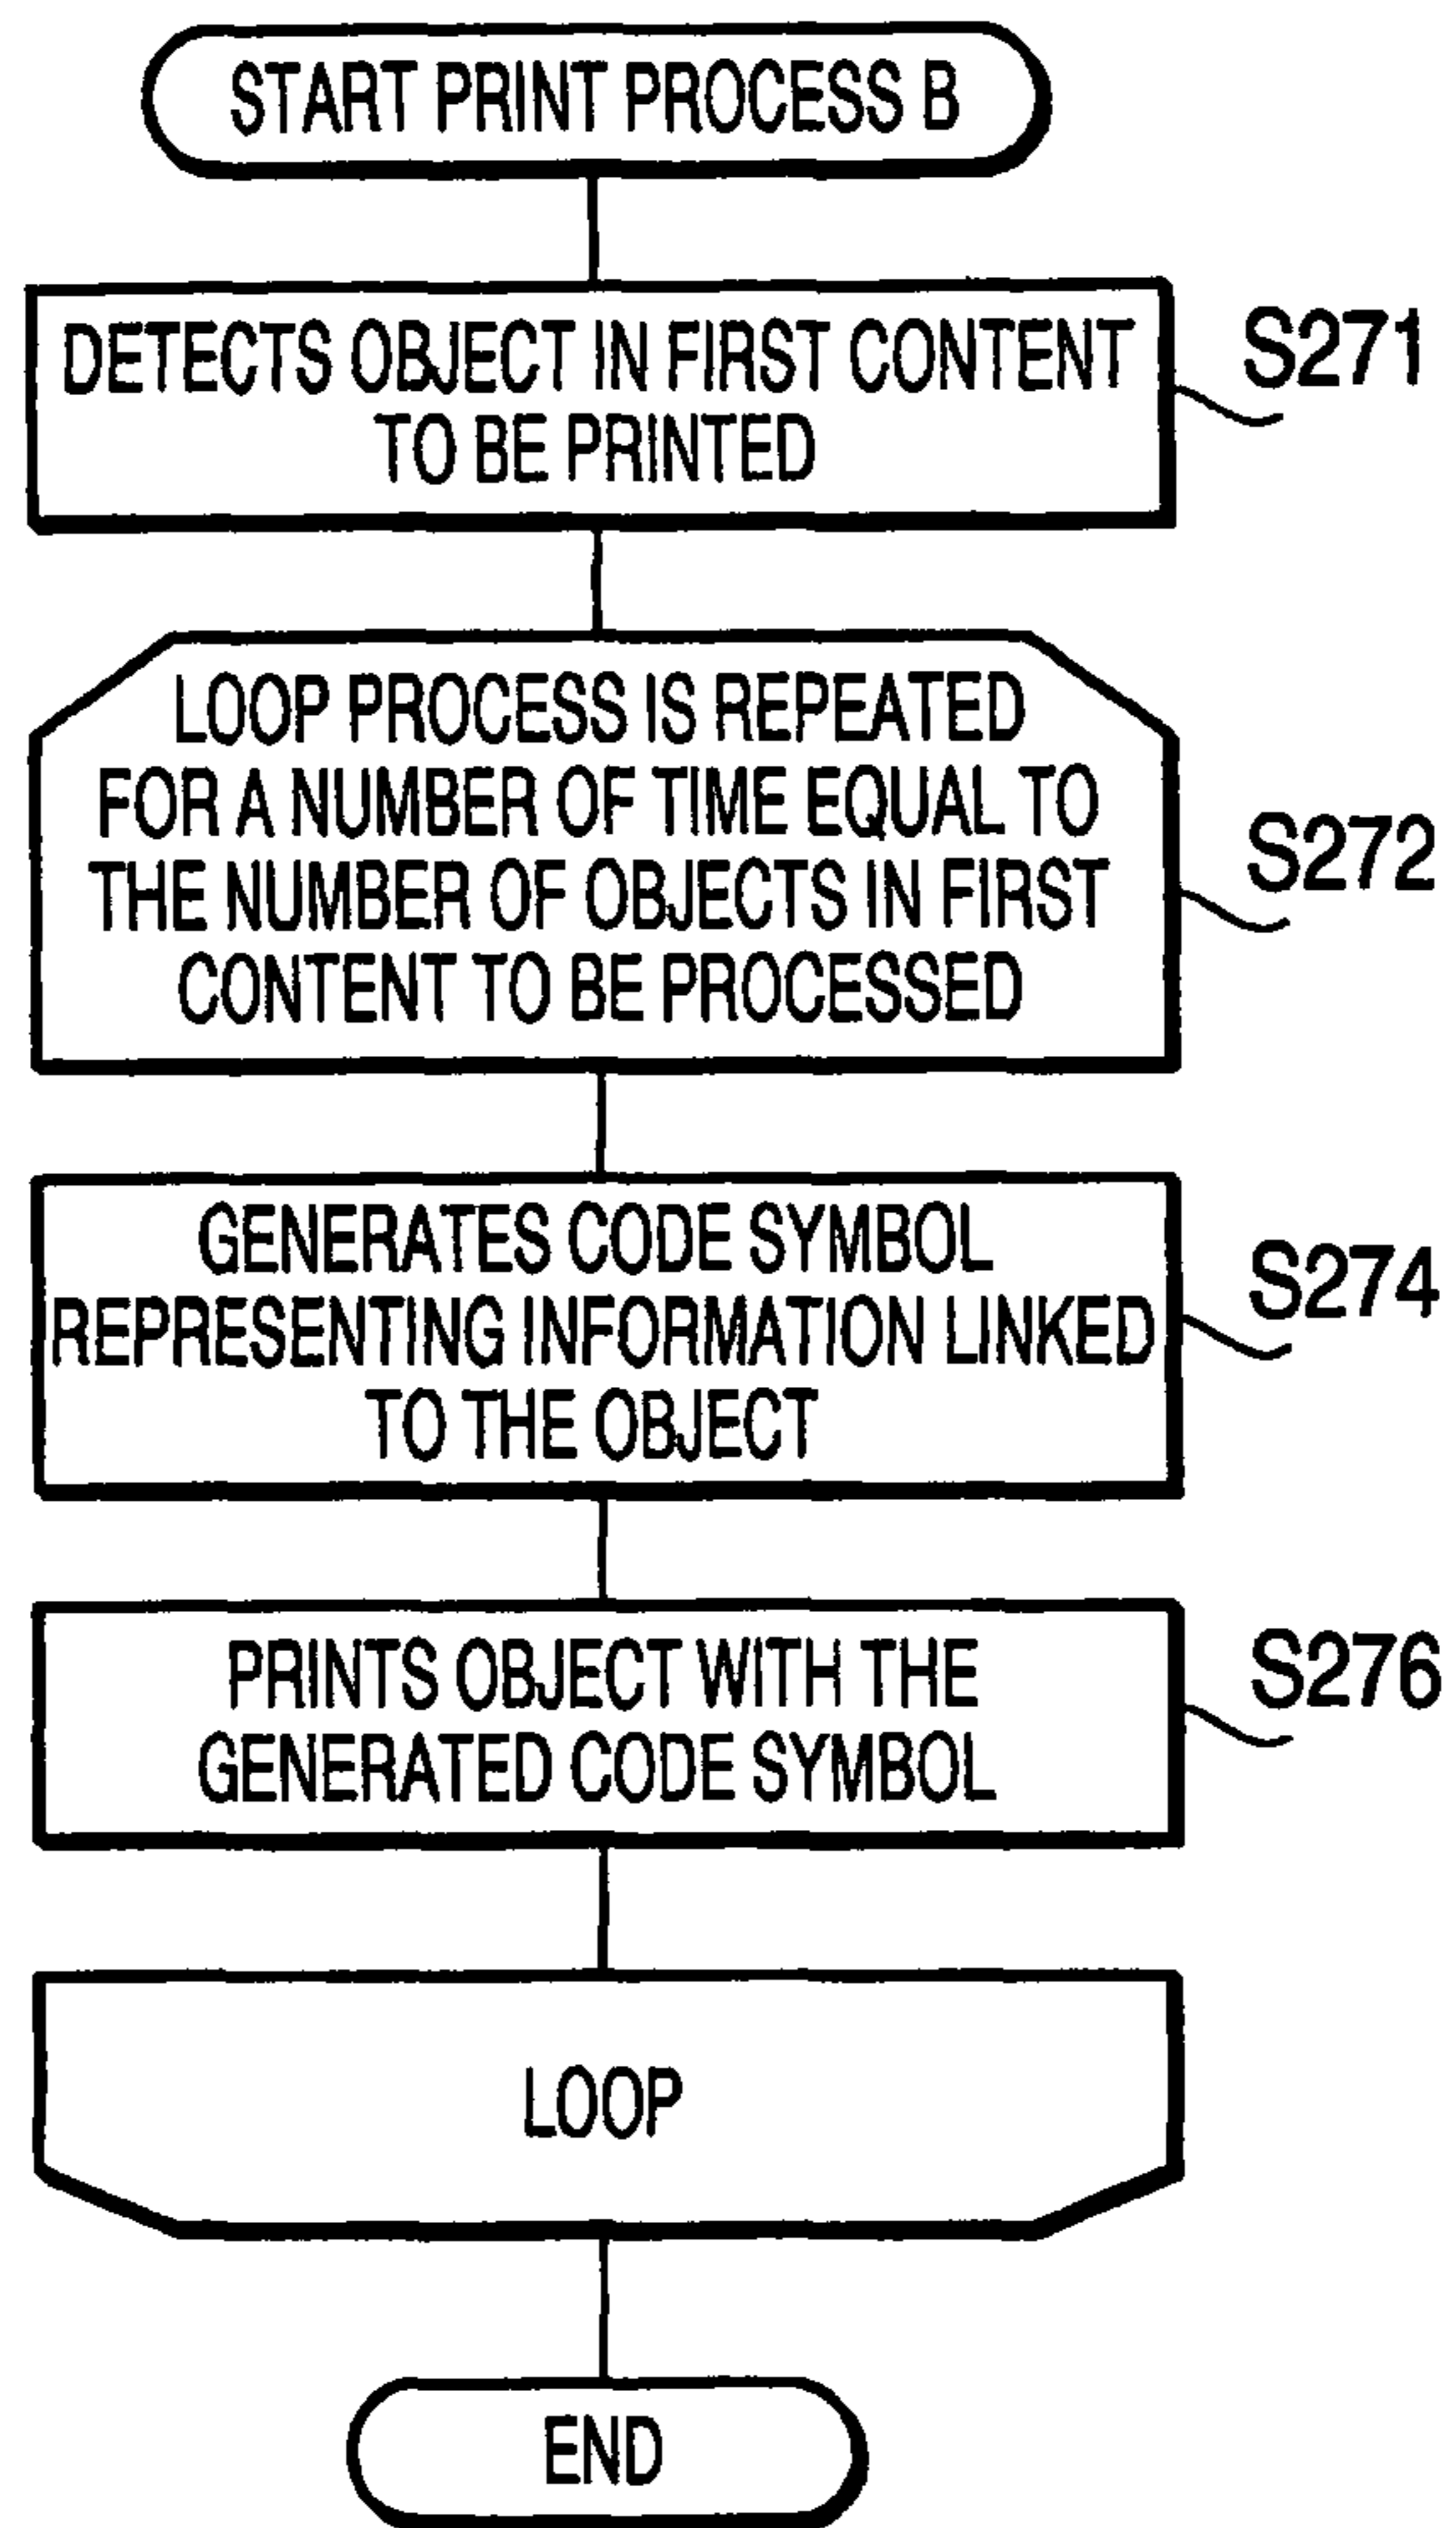 START PRINT PROCESS B
DETECTS OBJECT IN FIRST CONTENT
TO BE PRINTED
S271
LOOP PROCESS IS REPEATED
FOR A NUMBER OF TIME EQUAL TO
THE NUMBER OF OBJECTS IN FIRST
CONTENT TO BE PROCESSED
S272
GENERATES CODE SYMBOL
REPRESENTING INFORMATION LINKED
TO THE OBJECT
S274
PRINTS OBJECT WITH THE
GENERATED CODE SYMBOL
S276
LOOP
END